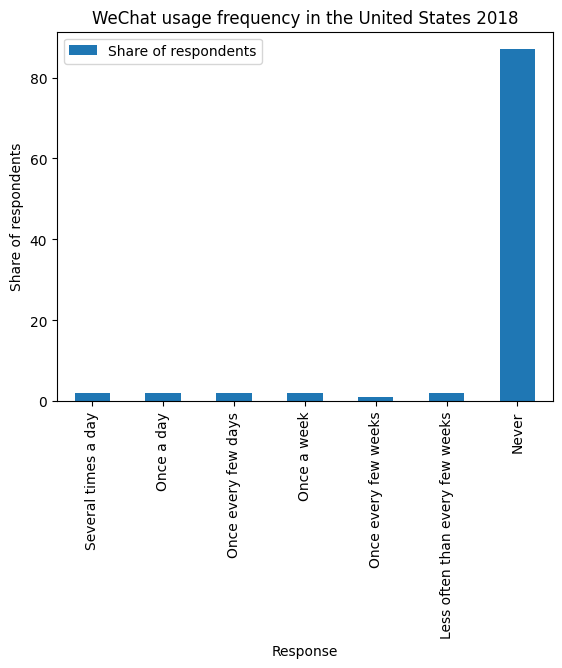 WeChat usage frequency in the United States 2018
Share of respondents
Share of respondents
80
60
40
20
0
Several times a day
Once a day
Once every few days
Once a week
Once every few weeks
Less often than every few weeks
Never
Response